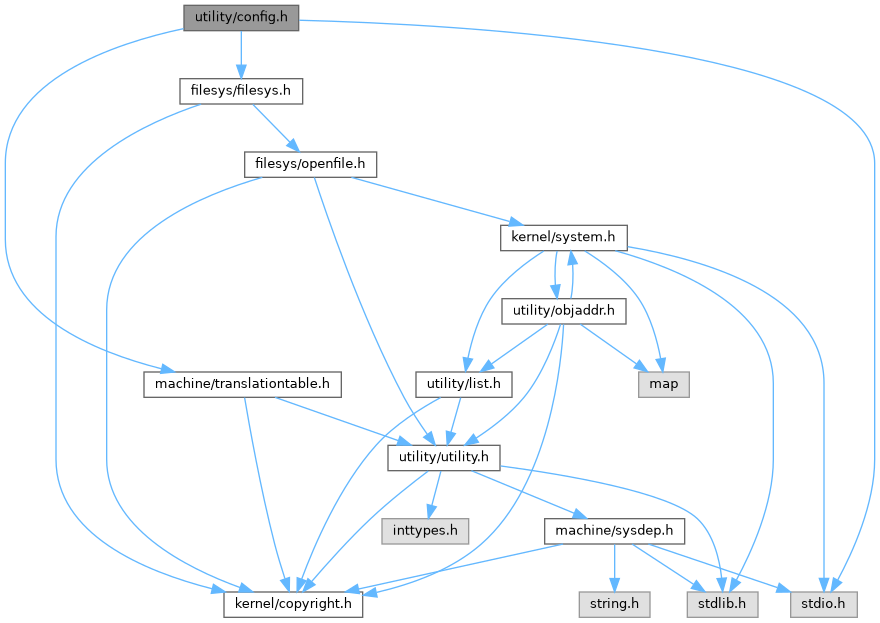 utility/config.h
filesys/filesys.h
filesys/openfile.h
kernel/system.h
utility/objaddr.h
machine/translationtable.h
utility/list.h
map
utility/utility.h
inttypes.h
machine/sysdep.h
kernel/copyright.h
string.h
stdlib.h
stdio.h